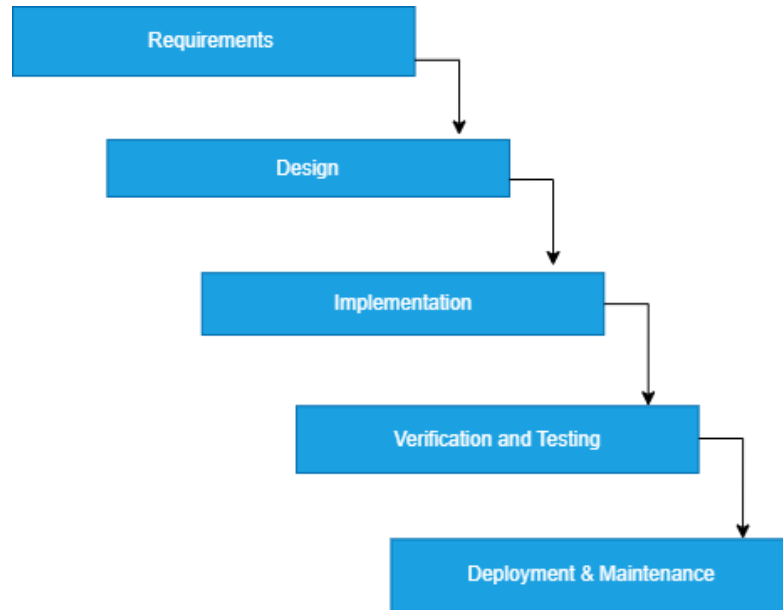 Requirements
Design
Implementation
Verification and Testing
Deployment & Maintenance